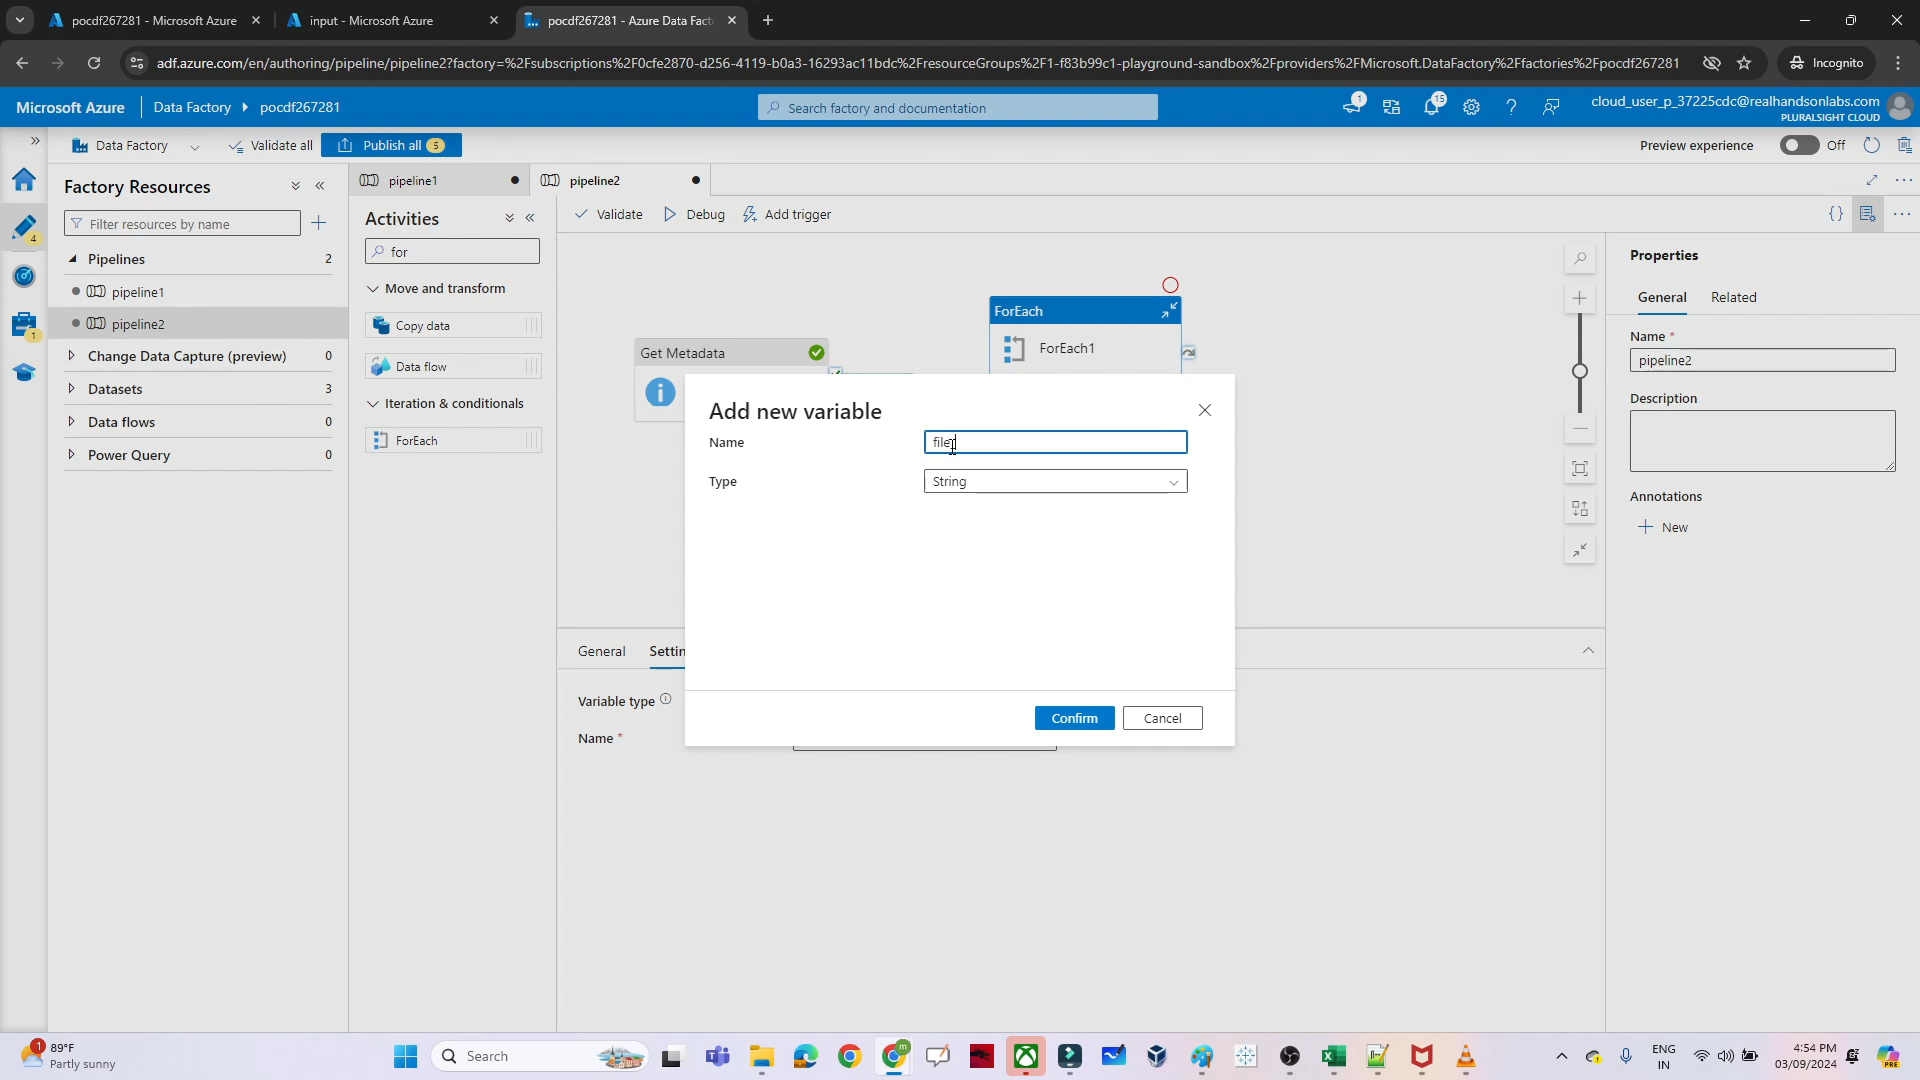 pocdf267281 - Microsoft Azure
input - Microsoft Azure
pocdf267281 - Azure Data Fact
adf.azure.com/en/authoring/pipeline/pipeline2?factory=%2Fsubscriptions%2F0cfe2870-d256-4119-b0a3-16293ac11bdc%2FresourceGroups%2F1-f83b99c1-playground-sandbox%2Fproviders%2FMicrosoft.DataFactory%2Ffactories%2Fpocdf267281
Incognito
Microsoft Azure
Data Factory
pocdf267281
Search factory and documentation
1
15
cloud_user_p_37225cdc@realhandsonlabs.com
PLURALSIGHT CLOUD
Data Factory
Validate all
Publish all 5
Preview experience
Off
Factory Resources
pipeline1
pipeline2
Filter resources by name
Activities
Validate
Debug
Add trigger
4
for
Pipelines 2
pipeline1
pipeline2
Change Data Capture (preview) 0
Datasets 3
Data flows 0
Power Query 0
1
Move and transform
Copy data
Data flow
Iteration & conditionals
ForEach
Get Metadata
ForEach
ForEach1
Properties
General
Related
Name *
pipeline2
Description
Annotations
New
Add new variable
Name
file
Type
String
Confirm
Cancel
General
Settin
Variable type
Name *
1
89°F
Partly sunny
Search
ENG
IN
4:54 PM
03/09/2024